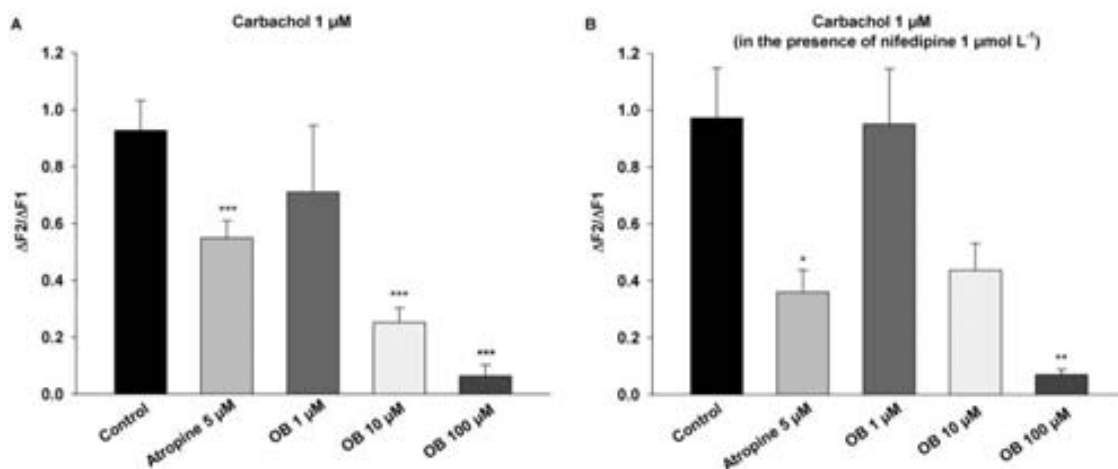 A
Carbachol 1 µM
1.2
1.0
0.8
0.6
0.4
0.2
0.0
ΔF2/ΔF1
***
***
***
Control
Atropine 5 µM
OB 1 µM
OB 10 µM
OB 100 µM
B
Carbachol 1 µM
(in the presence of nifedipine 1 µmol L⁻¹)
1.2
1.0
0.8
0.6
0.4
0.2
0.0
ΔF2/ΔF1
*
**
Control
Atropine 5 µM
OB 1 µM
OB 10 µM
OB 100 µM